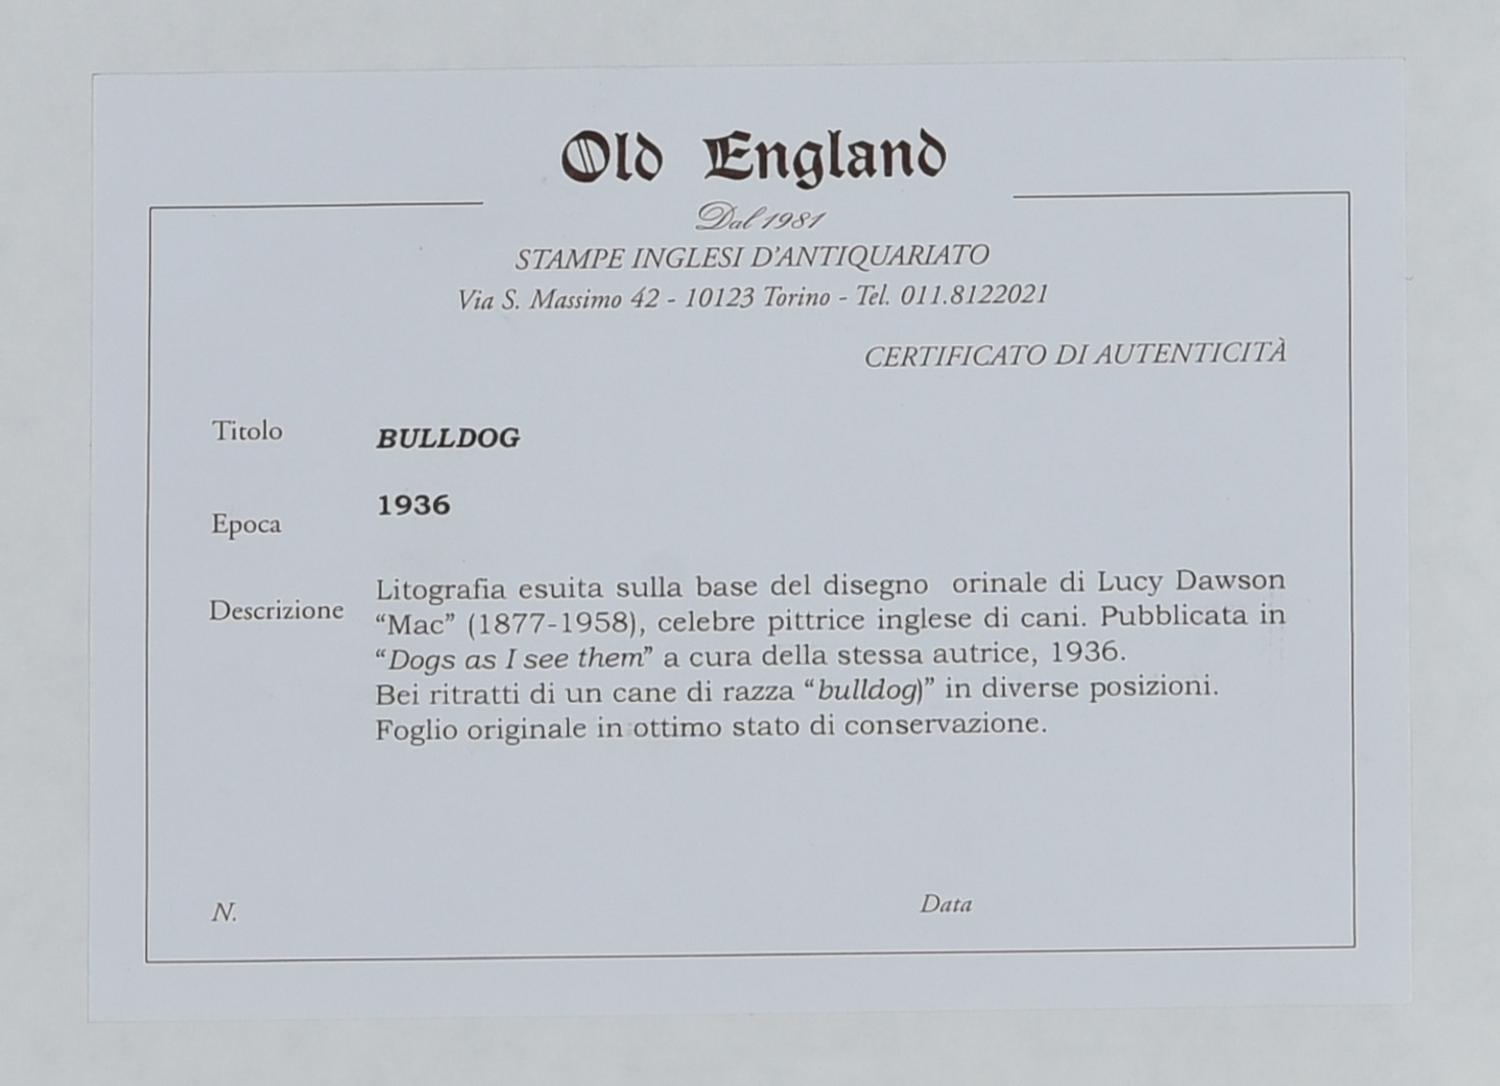 Old England
Dal 1981
STAMPE INGLESI D'ANTIQUARIATO
Via S. Massimo 42 - 10123 Torino - Tel. 011.8122021
CERTIFICATO DI AUTENTICITÀ
Titolo BULLDOG
Epoca 1936
Descrizione Litografia esuita sulla base del disegno orinale di Lucy Dawson
“Mac” (1877-1958), celebre pittrice inglese di cani. Pubblicata in
“Dogs as I see them” a cura della stessa autrice, 1936.
Bei ritratti di un cane di razza “bulldog)” in diverse posizioni.
Foglio originale in ottimo stato di conservazione.
N. Data